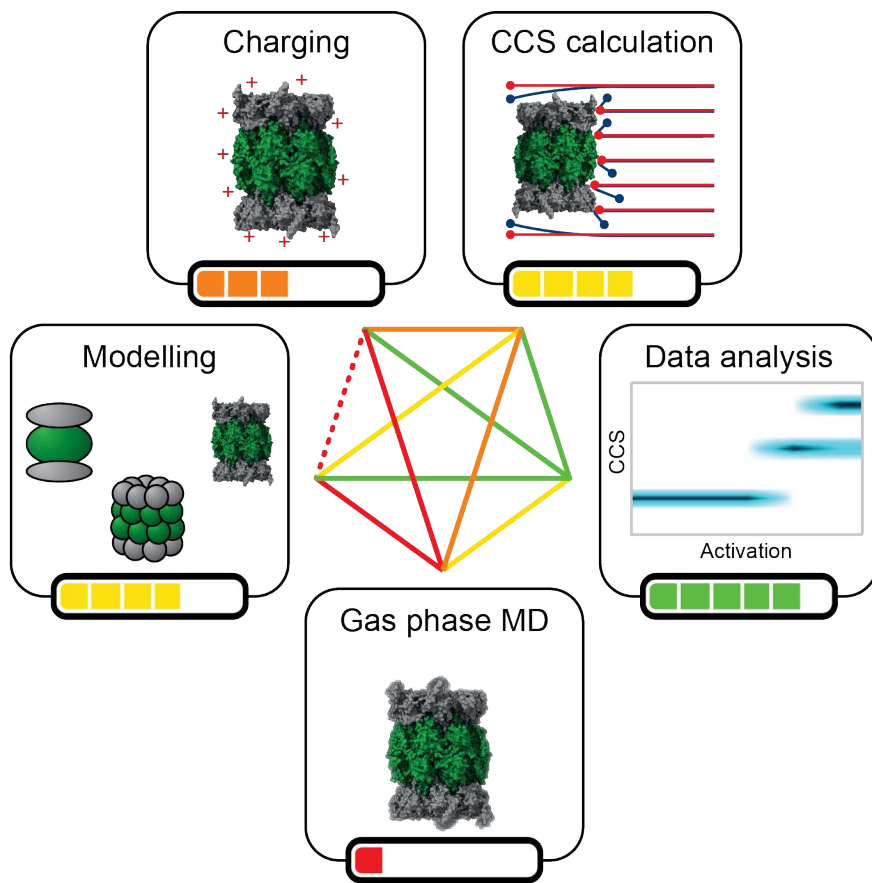 Charging
CCS calculation
+ + + + + + + + + + +
Modelling
Data analysis
CCS
Activation
Gas phase MD